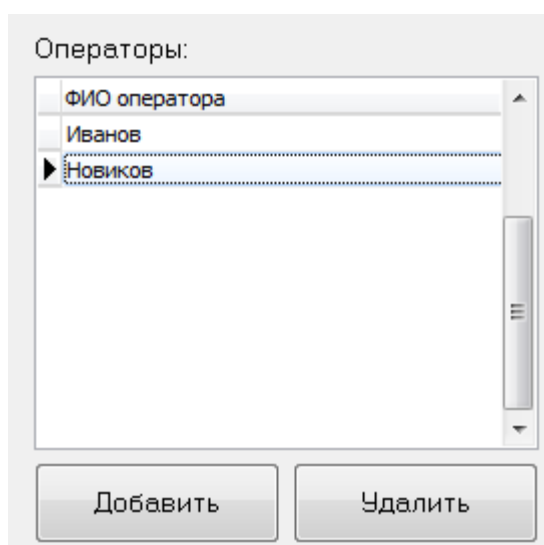 Операторы:
ФИО оператора
Иванов
Новиков
Добавить Удалить